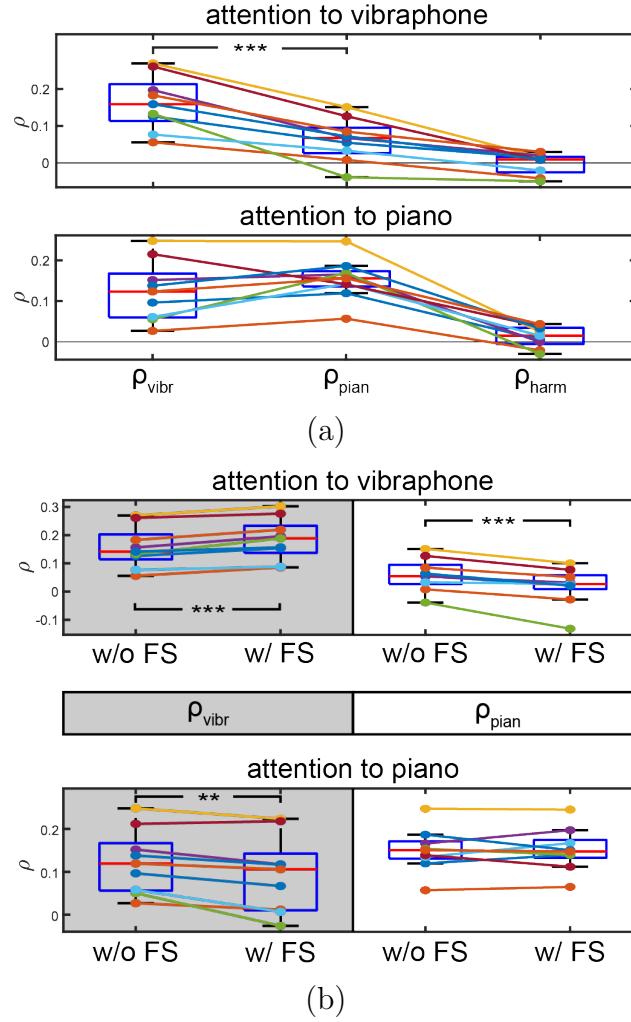 attention to vibraphone
***
0.2
0.1
0
ρ
attention to piano
0.2
0.1
0
ρ
ρvibr ρpian ρharm
(a)
attention to vibraphone
0.3
0.2
0.1
0
-0.1
ρ
*** ***
w/o FS w/ FS w/o FS w/ FS
ρvibr ρpian
attention to piano
**
0.2
0.1
0
ρ
w/o FS w/ FS w/o FS w/ FS
(b)